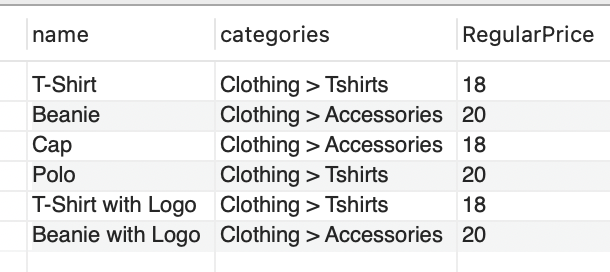 name categories RegularPrice
T-Shirt Clothing > Tshirts 18
Beanie Clothing > Accessories 20
Cap Clothing > Accessories 18
Polo Clothing > Tshirts 20
T-Shirt with Logo Clothing > Tshirts 18
Beanie with Logo Clothing > Accessories 20